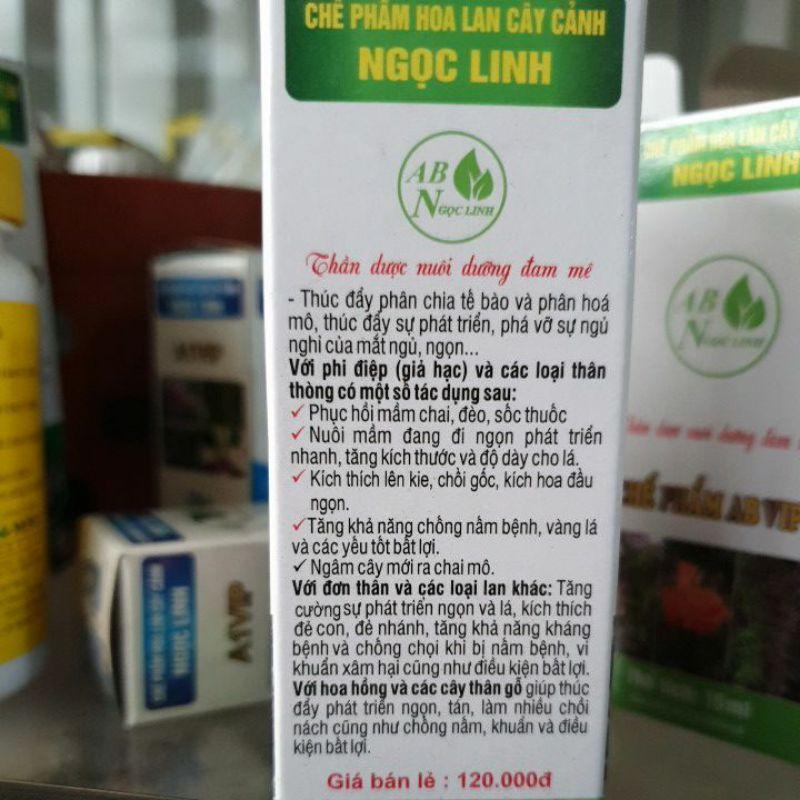 CHẾ PHẨM HOA LAN CÂY CẢNH
NGỌC LINH
AB
NGỌC LINH
Thần dược nuôi dưỡng đam mê
- Thúc đẩy phân chia tế bào và phân hoá
mô, thúc đẩy sự phát triển, phá vỡ sự ngủ
nghỉ của mắt ngủ, ngọn...
Với phi điệp (giả hạc) và các loại thân
thòng có một số tác dụng sau:
✓ Phục hồi mầm chai, đèo, sốc thuốc
✓ Nuôi mầm đang đi ngọn phát triển
nhanh, tăng kích thước và độ dày cho lá.
✓ Kích thích lên kie, chồi gốc, kích hoa đầu
ngọn.
✓Tăng khả năng chống nấm bệnh, vàng lá
và các yếu tốt bất lợi.
✓ Ngâm cây mới ra chai mô.
Với đơn thân và các loại lan khác: Tăng
cường sự phát triển ngọn và lá, kích thích
đẻ con, đẻ nhánh, tăng khả năng kháng
bệnh và chống chọi khi bị nấm bệnh, vi
khuẩn xâm hại cũng như điều kiện bất lợi.
Với hoa hồng và các cây thân gỗ giúp thúc
đẩy phát triển ngọn, tán, làm nhiều chồi
nách cũng như chống nấm, khuẩn và điều
kiện bất lợi.
Giá bán lẻ : 120.000đ
CHẾ PHẨM HOA LAN CÂY
NGỌC LINH
AB
NGỌC LINH
CHẾ PHẨM AB VIP
A1VIP
CHẾ PHẨM HOA LAN CÂY CẢNH
NGỌC LINH
A1VIP